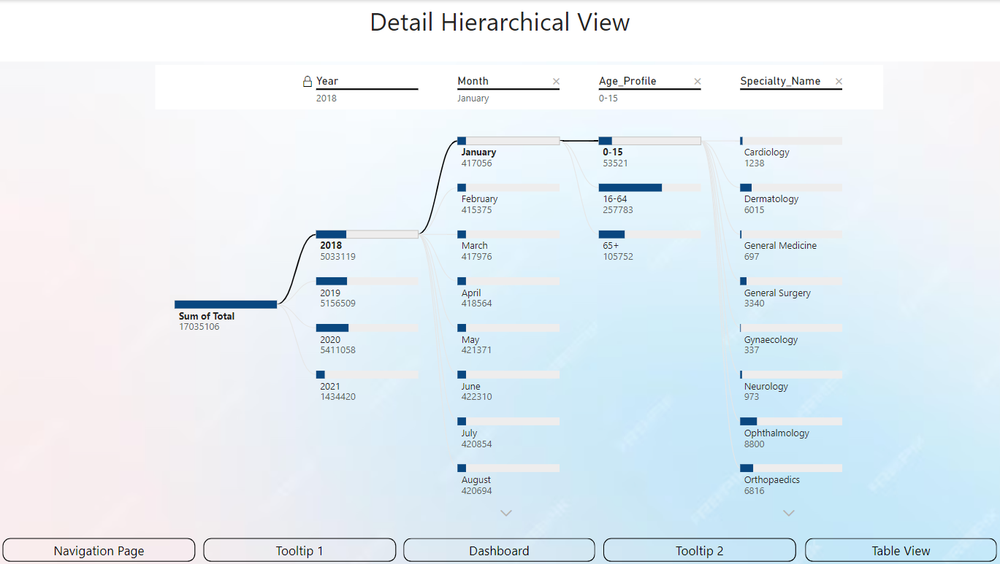 Detail Hierarchical View
Year
2018
Month
January
Age_Profile
0-15
Specialty_Name
Sum of Total
17035106
2018
5033119
2019
5156509
2020
5411058
2021
1434420
January
417056
February
415375
March
417976
April
418564
May
421371
June
422310
July
420854
August
420694
0-15
53521
16-64
257783
65+
105752
Cardiology
1238
Dermatology
6015
General Medicine
697
General Surgery
3340
Gynaecology
337
Neurology
973
Ophthalmology
8800
Orthopaedics
6816
Navigation Page
Tooltip 1
Dashboard
Tooltip 2
Table View